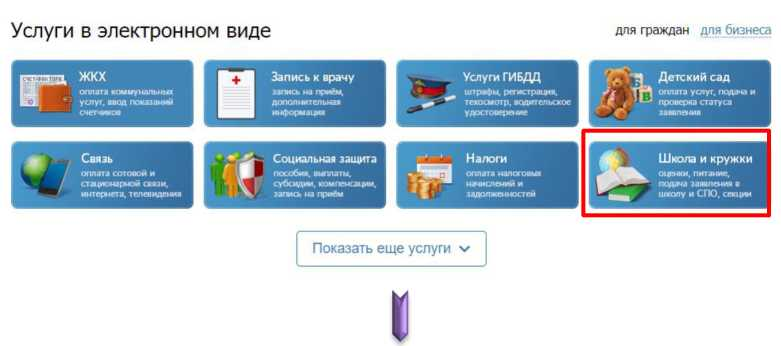 Услуги в электронном виде
для граждан для бизнеса
ЖКХ
оплата коммунальных
услуг, ввод показаний
счетчиков
Запись к врачу
запись на приём,
дополнительная
информация
Услуги ГИБДД
штрафы, регистрация,
техосмотр, водительское
удостоверение
Детский сад
оплата услуг, подача и
проверка статуса
заявления
Связь
оплата сотовой и
стационарной связи,
интернета, телевидения
Социальная защита
пособия, выплаты,
субсидии, компенсации,
запись на приём
Налоги
оплата налоговых
начислений и
задолженностей
Школа и кружки
оценки, питание,
подача заявления в
школу и СПО, секции
Показать еще услуги